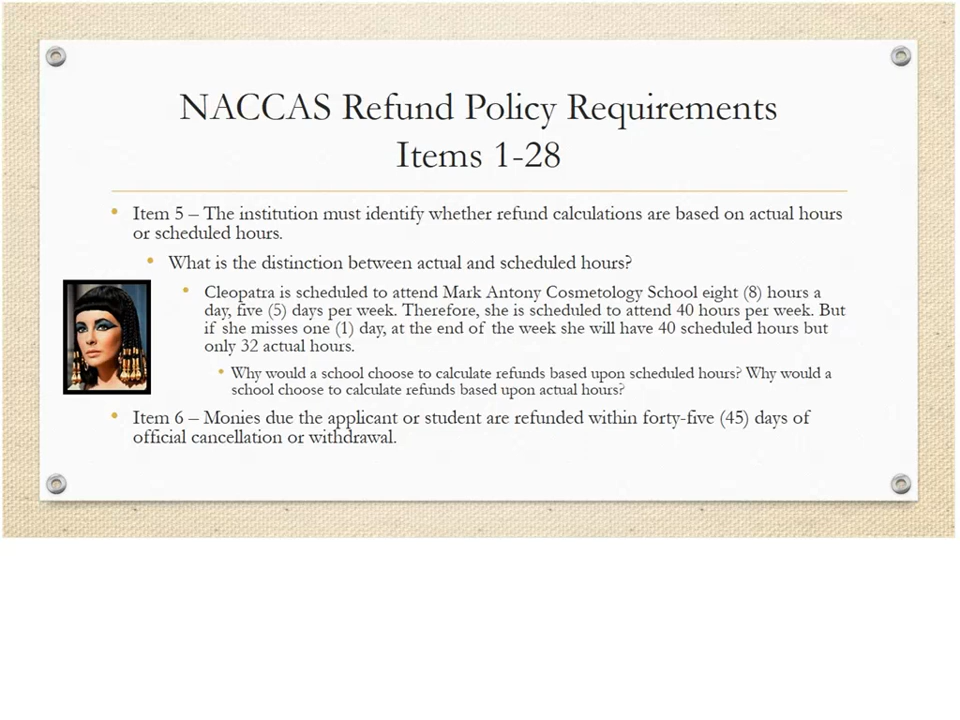 NACCAS Refund Policy Requirements
Items 1-28
• Item 5 – The institution must identify whether refund calculations are based on actual hours
or scheduled hours.
• What is the distinction between actual and scheduled hours?
• Cleopatra is scheduled to attend Mark Antony Cosmetology School eight (8) hours a
day, five (5) days per week. Therefore, she is scheduled to attend 40 hours per week. But
if she misses one (1) day, at the end of the week she will have 40 scheduled hours but
only 32 actual hours.
• Why would a school choose to calculate refunds based upon scheduled hours? Why would a
school choose to calculate refunds based upon actual hours?
• Item 6 – Monies due the applicant or student are refunded within forty-five (45) days of
official cancellation or withdrawal.